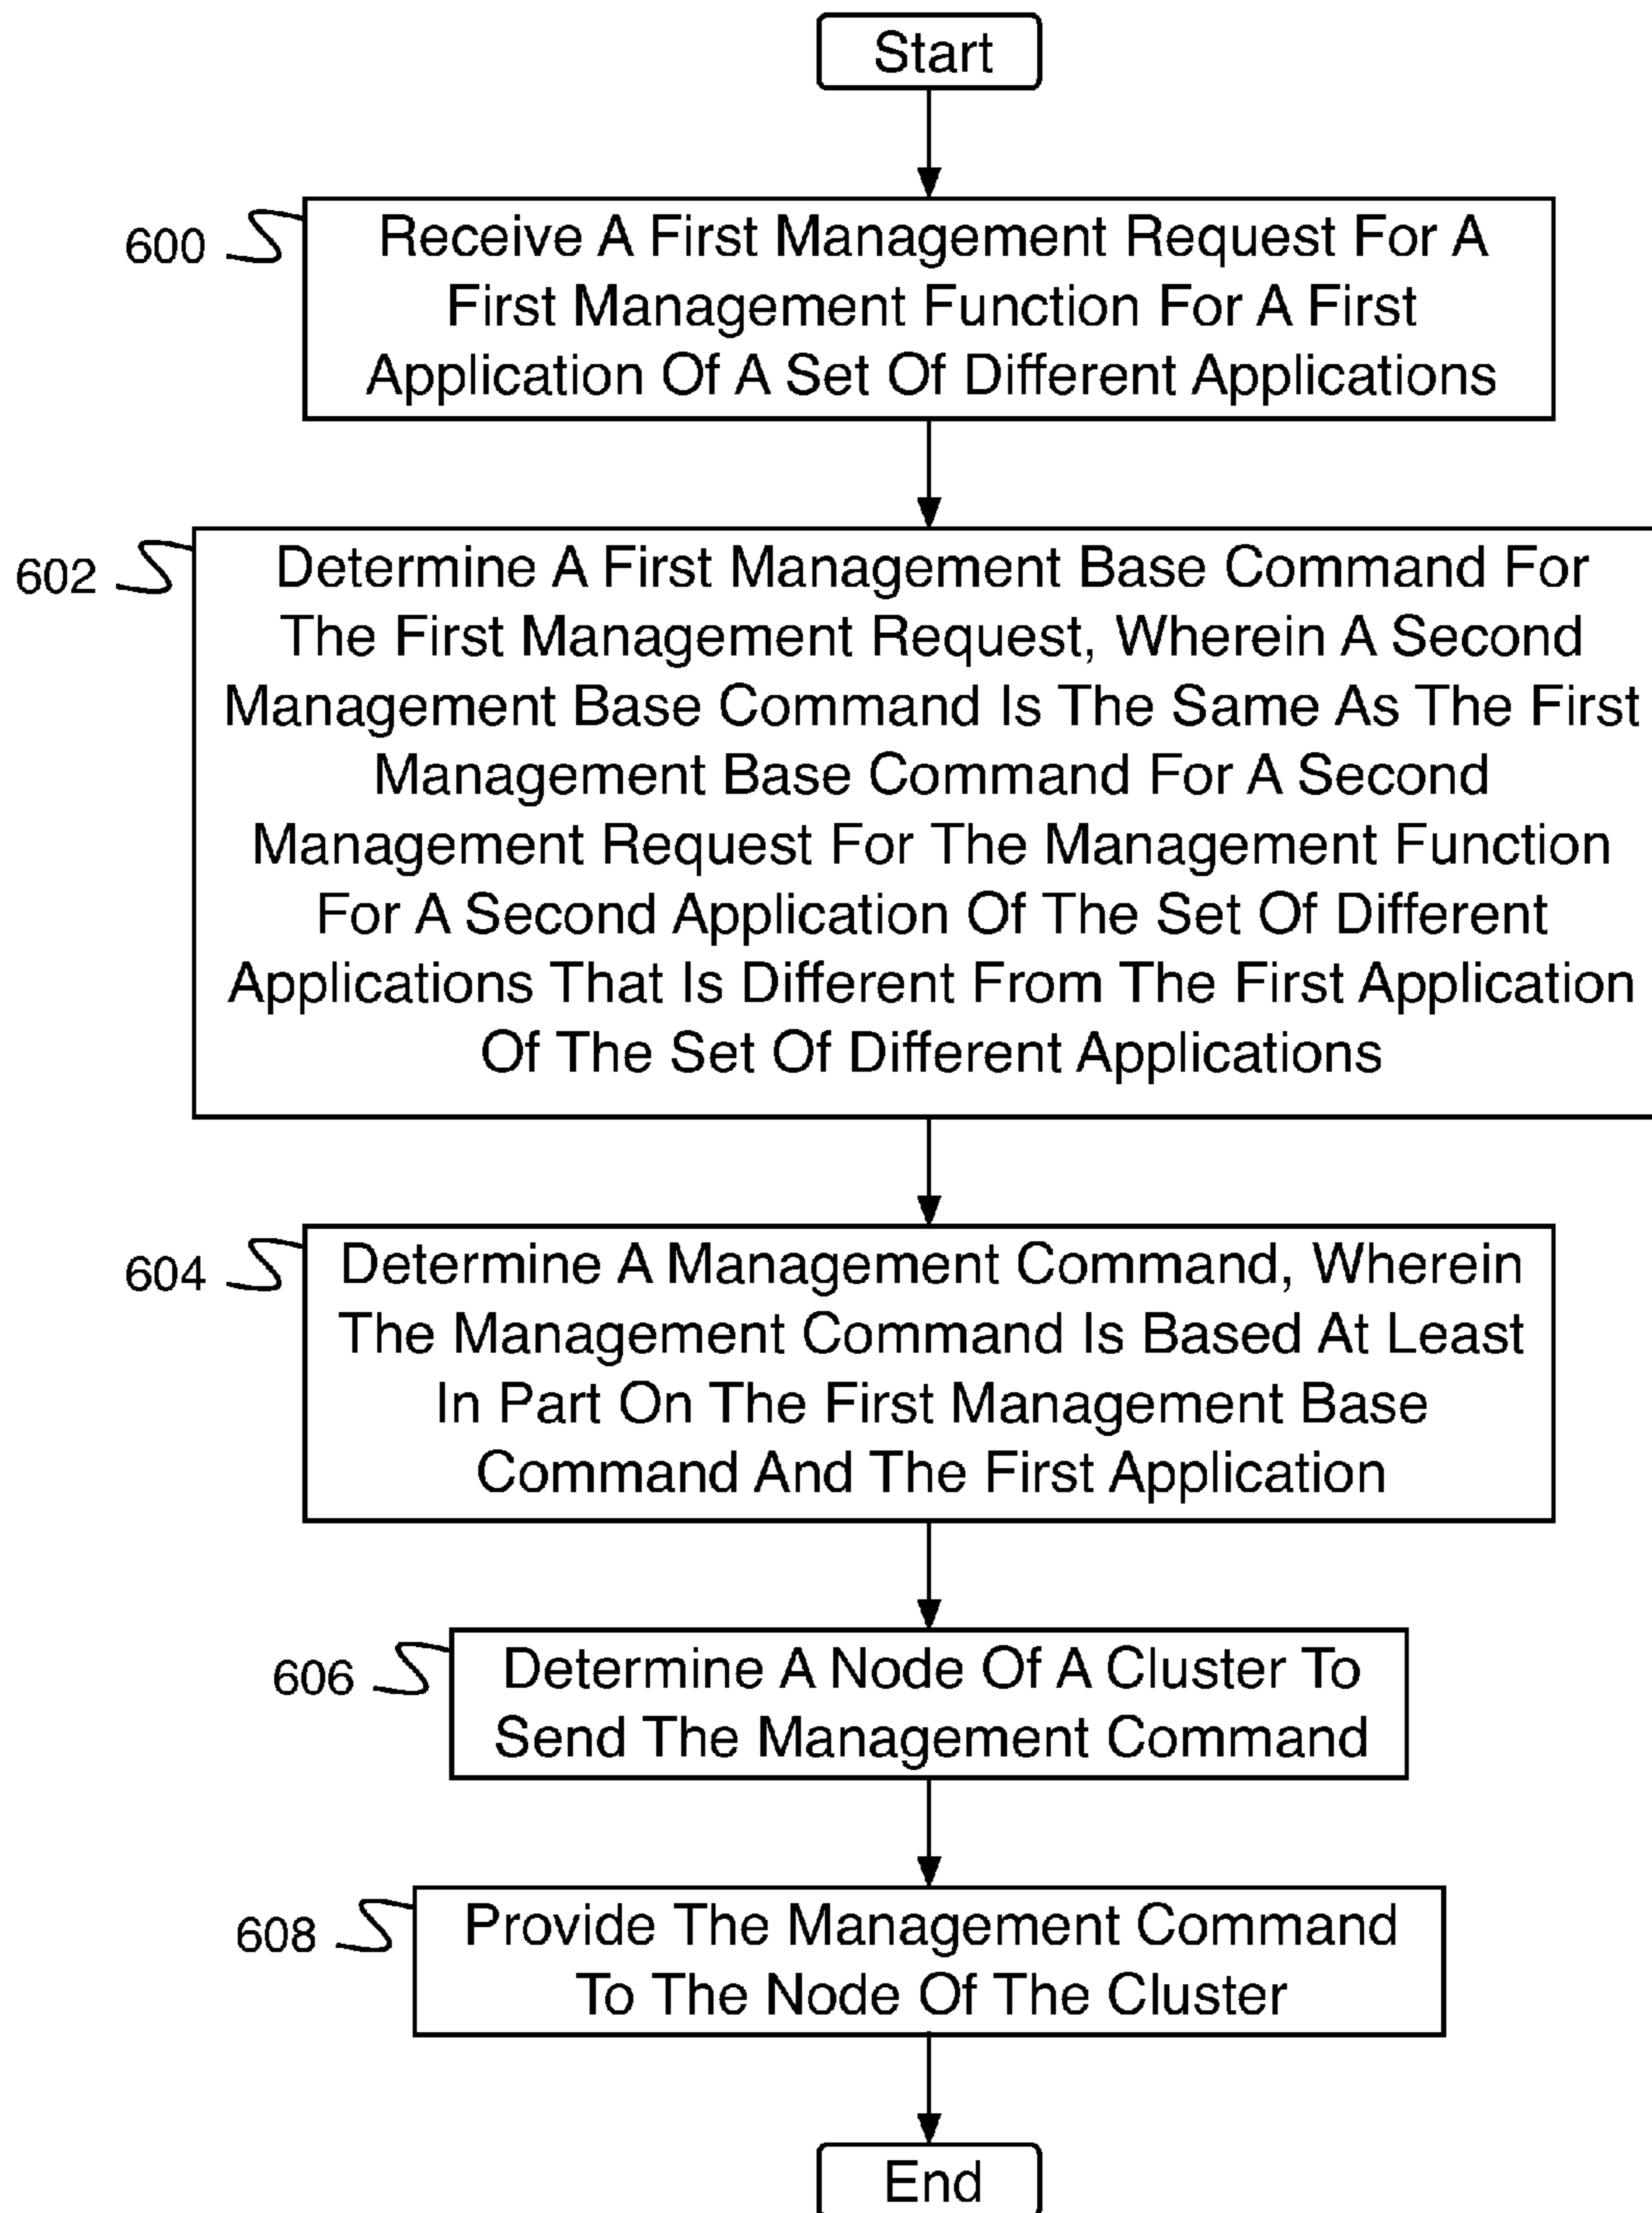 Start
600
Receive A First Management Request For A
First Management Function For A First
Application Of A Set Of Different Applications
602
Determine A First Management Base Command For
The First Management Request, Wherein A Second
Management Base Command Is The Same As The First
Management Base Command For A Second
Management Request For The Management Function
For A Second Application Of The Set Of Different
Applications That Is Different From The First Application
Of The Set Of Different Applications
604
Determine A Management Command, Wherein
The Management Command Is Based At Least
In Part On The First Management Base
Command And The First Application
606
Determine A Node Of A Cluster To
Send The Management Command
608
Provide The Management Command
To The Node Of The Cluster
End